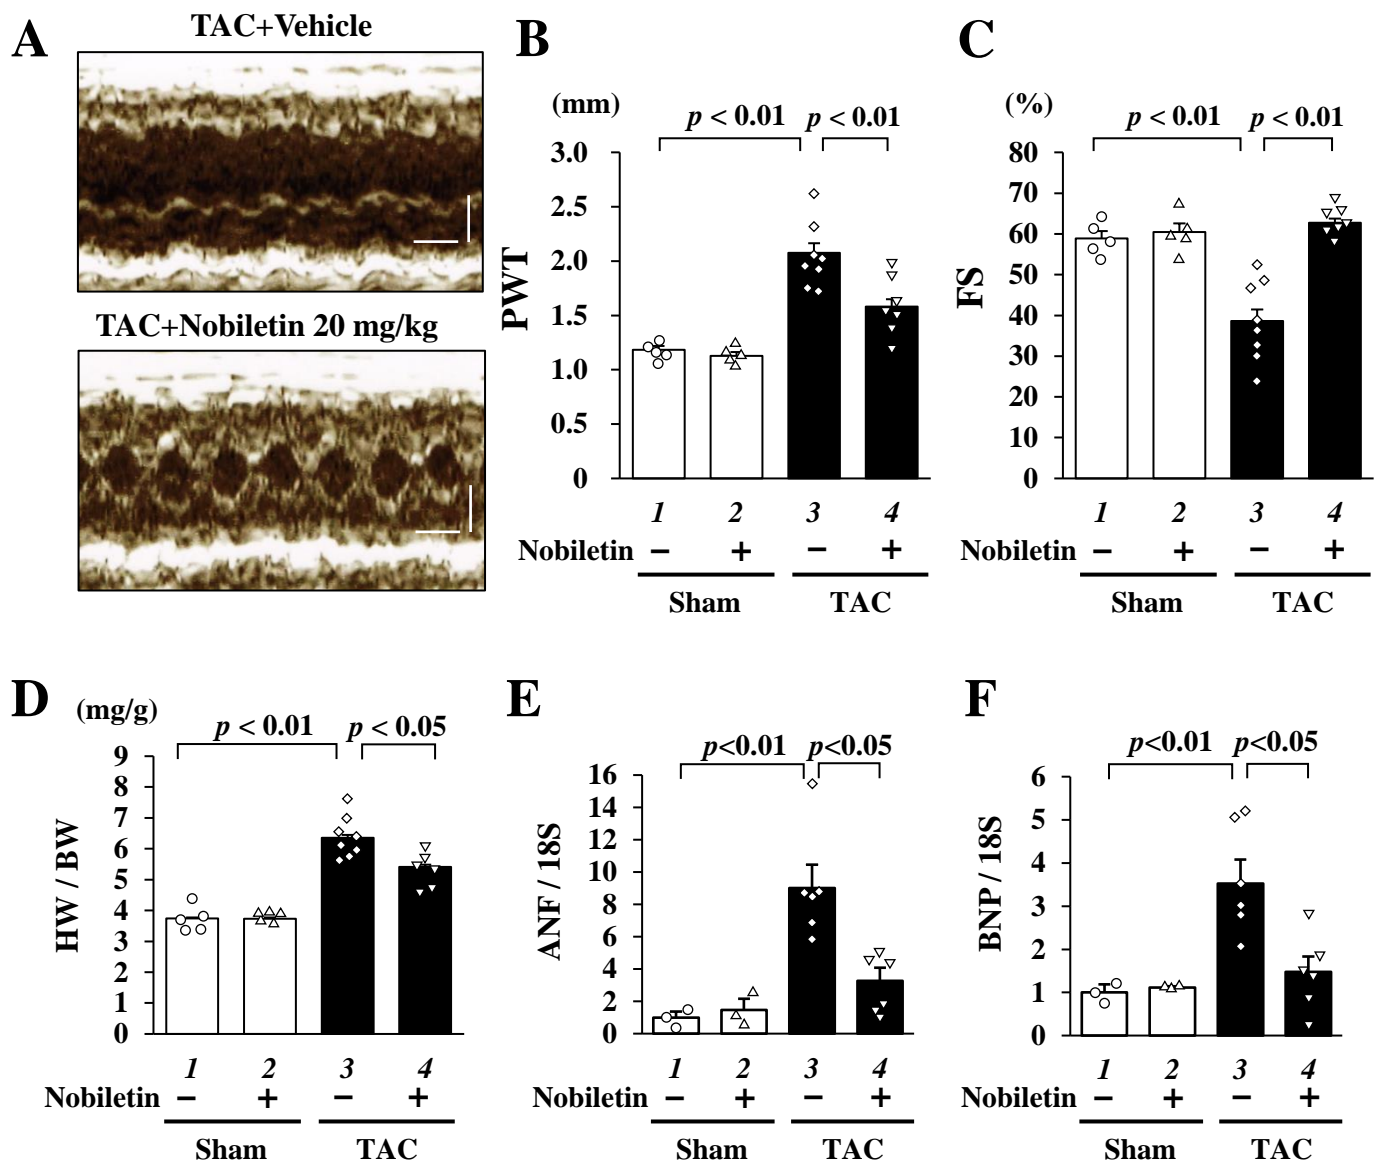 A
TAC+Vehicle
TAC+Nobiletin 20 mg/kg
B
(mm)
p < 0.01 p < 0.01
3.0
2.5
2.0
1.5
1.0
0.5
0
PWT
1 2 3 4
Nobiletin − + − +
Sham TAC
C
(%)
p < 0.01 p < 0.01
80
70
60
50
40
30
20
10
0
FS
1 2 3 4
Nobiletin − + − +
Sham TAC
D
(mg/g)
p < 0.01 p < 0.05
9
8
7
6
5
4
3
2
1
0
HW / BW
1 2 3 4
Nobiletin − + − +
Sham TAC
E
p<0.01 p<0.05
16
14
12
10
8
6
4
2
0
ANF / 18S
1 2 3 4
Nobiletin − + − +
Sham TAC
F
p<0.01 p<0.05
6
5
4
3
2
1
0
BNP / 18S
1 2 3 4
Nobiletin − + − +
Sham TAC